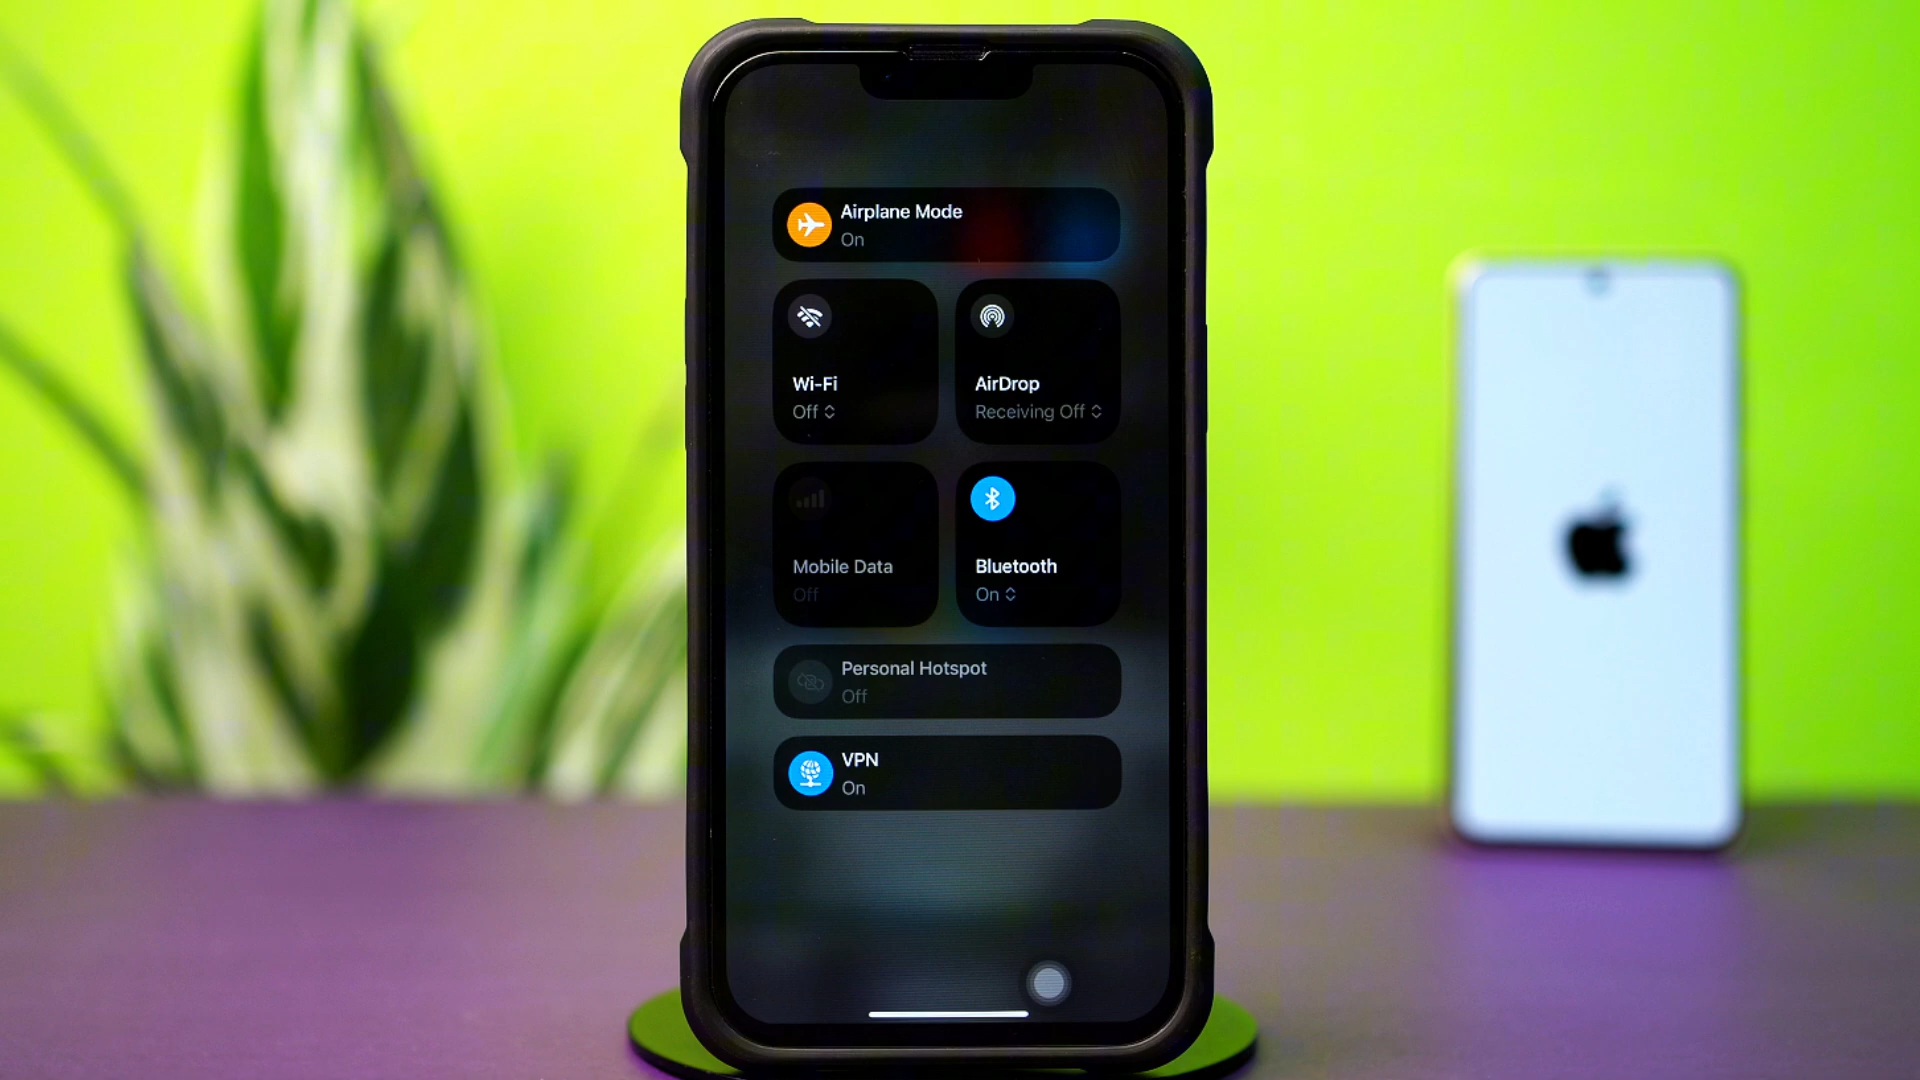 Airplane Mode
On
Wi-Fi
Off
AirDrop
Receiving Off
Mobile Data
Off
Bluetooth
On
Personal Hotspot
Off
VPN
On